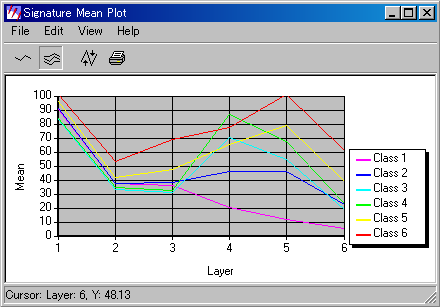 Signature Mean Plot
File Edit View Help
100
90
80
70
60
50
40
30
20
10
0
Mean
1 2 3 4 5 6
Layer
Class 1
Class 2
Class 3
Class 4
Class 5
Class 6
Cursor: Layer: 6, Y: 48.13